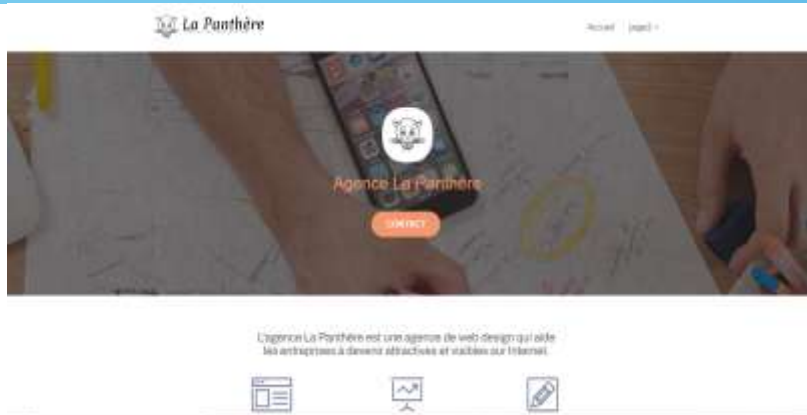 La Panthère
Accueil page2
Agence La Panthère
CONTACT
L'agence La Panthère est une agence de web design qui aide
les entreprises à devenir attractives et visibles sur Internet.